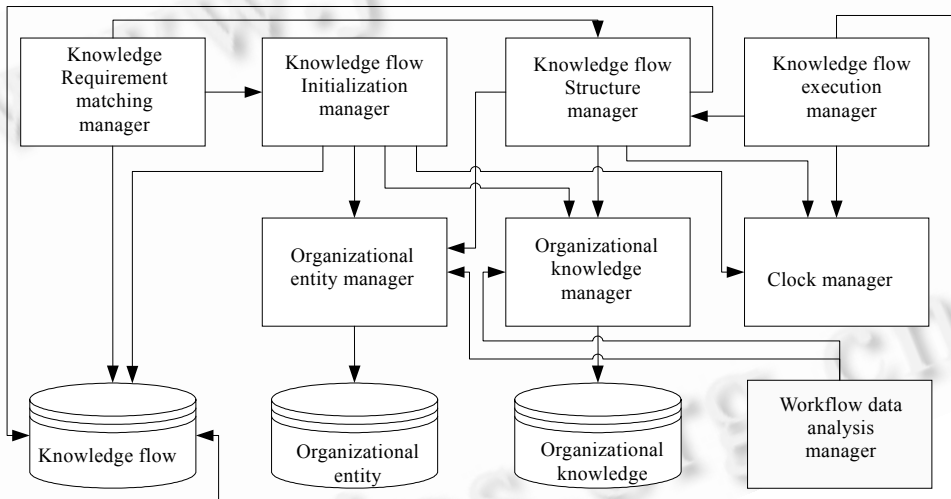 Knowledge
Requirement
matching
manager
Knowledge flow
Initialization
manager
Knowledge flow
Structure
manager
Knowledge flow
execution
manager
Organizational
entity manager
Organizational
knowledge
manager
Clock manager
Knowledge flow
Organizational
entity
Organizational
knowledge
Workflow data
analysis
manager